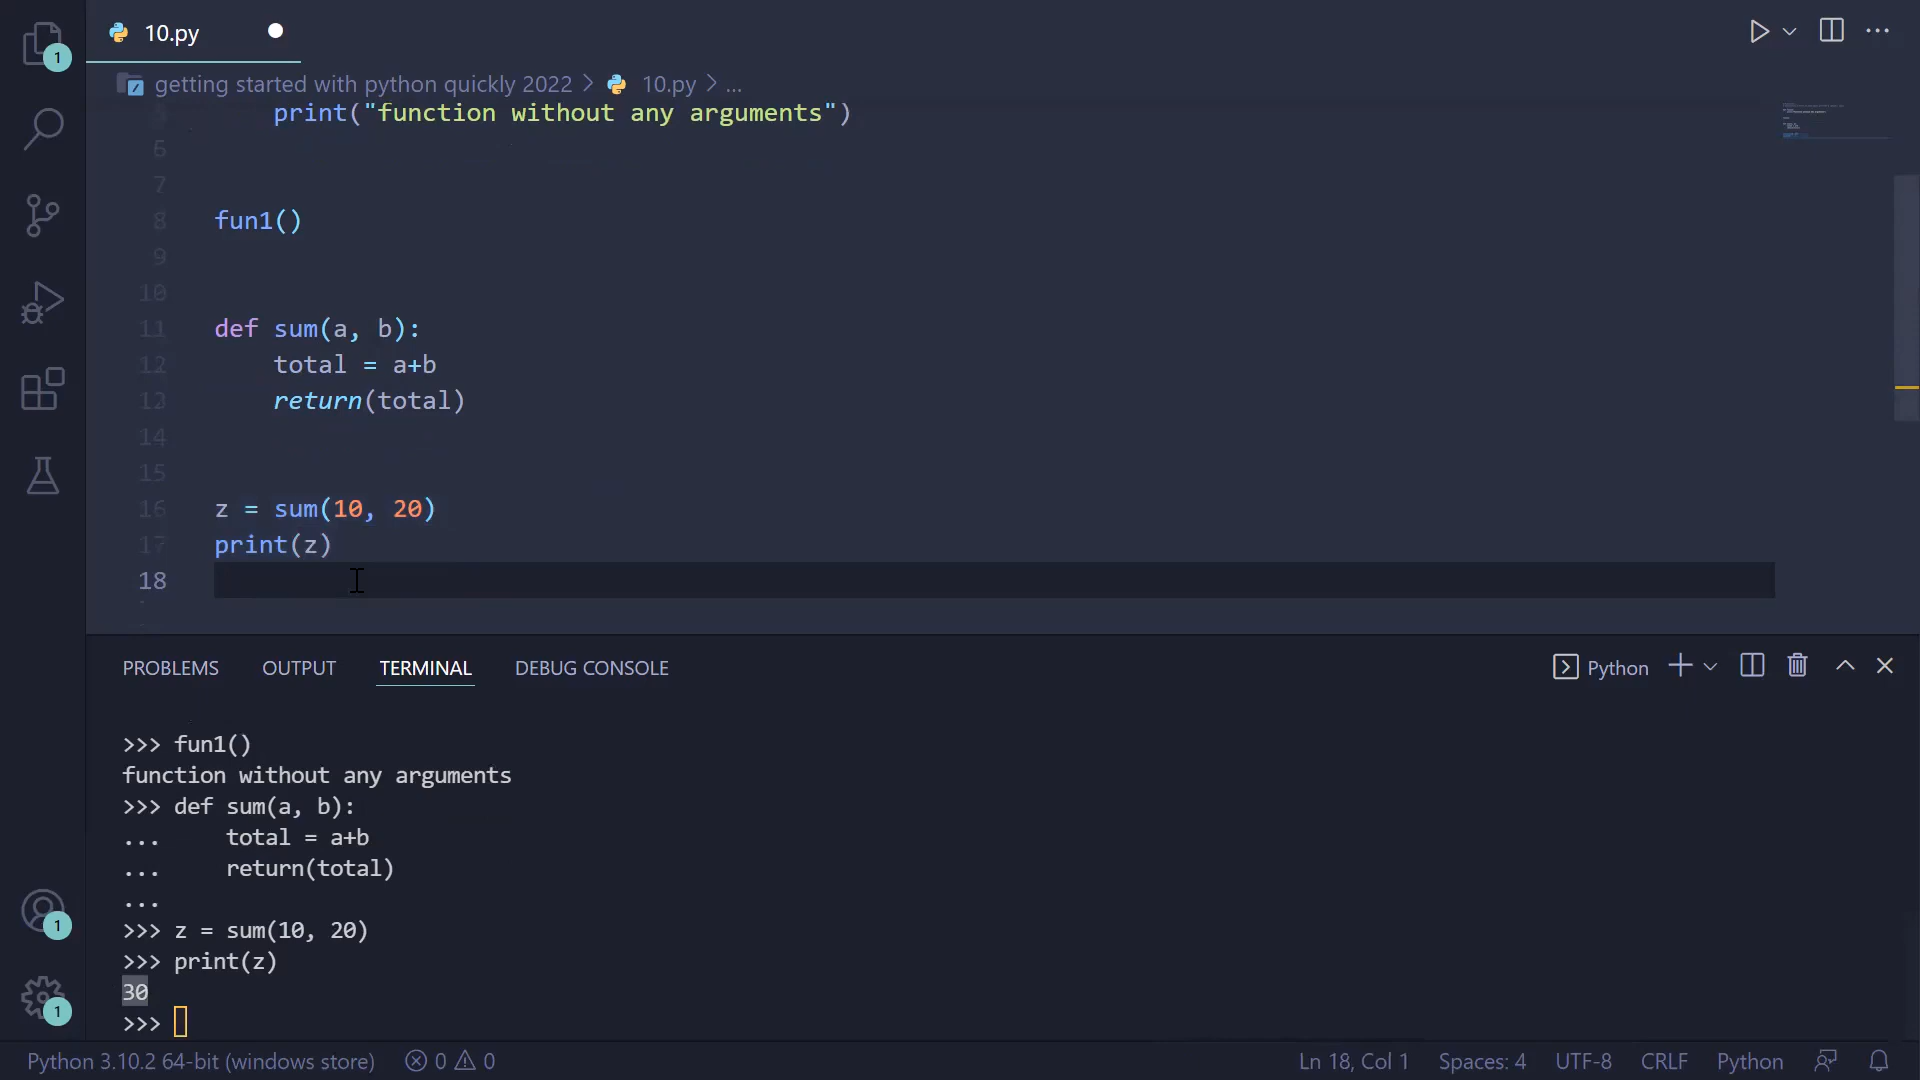 1
10.py
getting started with python quickly 2022 > 10.py > ...
5 print("function without any arguments")
6
7
8 fun1()
9
10
11 def sum(a, b):
12 total = a+b
13 return(total)
14
15
16 z = sum(10, 20)
17 print(z)
18
PROBLEMS OUTPUT TERMINAL DEBUG CONSOLE Python
>>> fun1()
function without any arguments
>>> def sum(a, b):
... total = a+b
... return(total)
...
>>> z = sum(10, 20)
>>> print(z)
30
>>>
1
1
Python 3.10.2 64-bit (windows store) 0 0 Ln 18, Col 1 Spaces: 4 UTF-8 CRLF Python